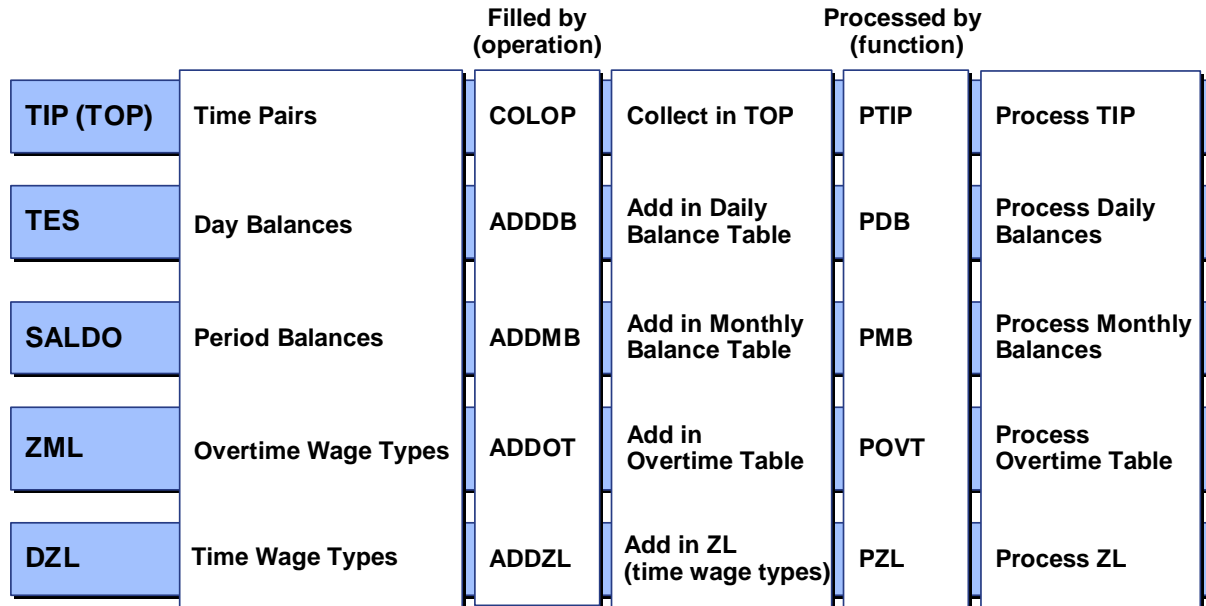 Filled by
(operation)
Processed by
(function)
TIP (TOP)
Time Pairs
COLOP
Collect in TOP
PTIP
Process TIP
TES
Day Balances
ADDDB
Add in Daily
Balance Table
PDB
Process Daily
Balances
SALDO
Period Balances
ADDMB
Add in Monthly
Balance Table
PMB
Process Monthly
Balances
ZML
Overtime Wage Types
ADDOT
Add in
Overtime Table
POVT
Process
Overtime Table
DZL
Time Wage Types
ADDZL
Add in ZL
(time wage types)
PZL
Process ZL